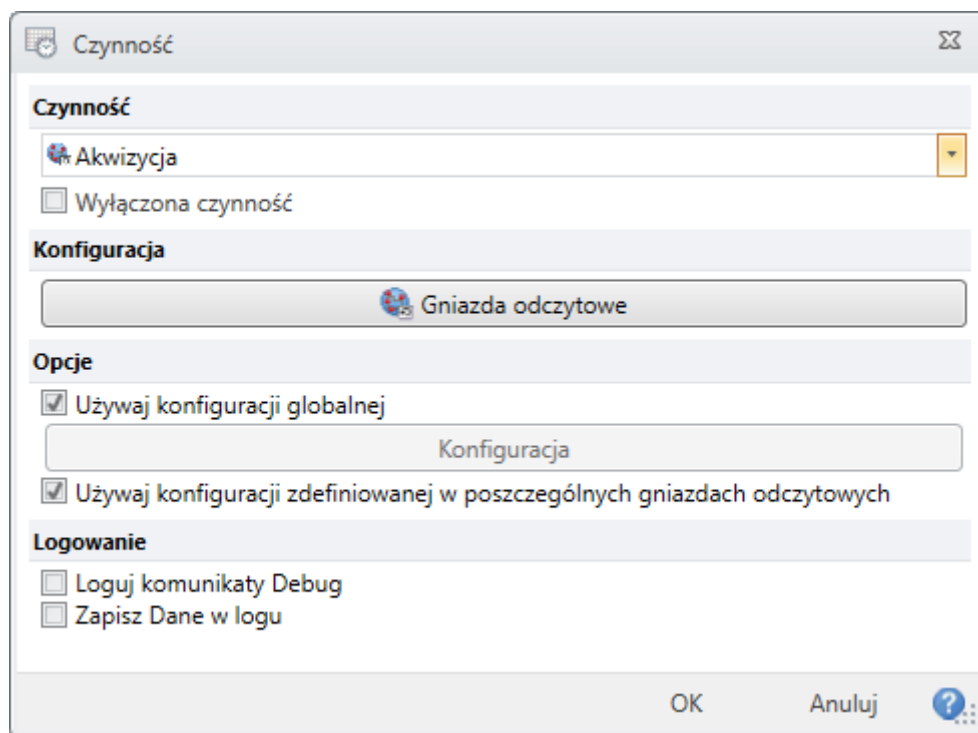 Czynność
Czynność
Akwizycja
Wyłączona czynność
Konfiguracja
Gniazda odczytowe
Opcje
Używaj konfiguracji globalnej
Konfiguracja
Używaj konfiguracji zdefiniowanej w poszczególnych gniazdach odczytowych
Logowanie
Loguj komunikaty Debug
Zapisz Dane w logu
OK Anuluj ?